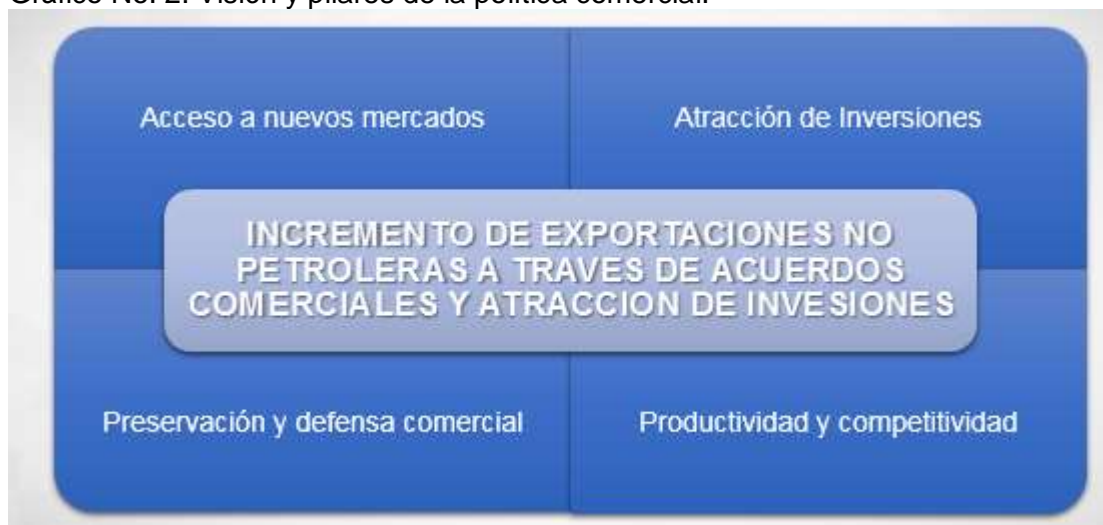 Gráfico No. 2. Visión y pilares de la política comercial.
Acceso a nuevos mercados
Atracción de Inversiones
INCREMENTO DE EXPORTACIONES NO
PETROLERAS A TRAVES DE ACUERDOS
COMERCIALES Y ATRACCION DE INVESIONES
Preservación y defensa comercial
Productividad y competitividad